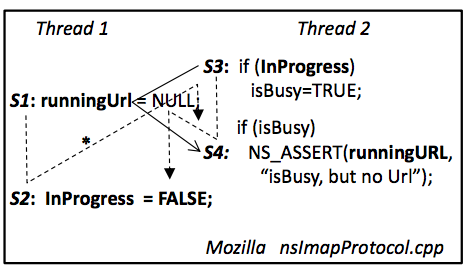 Thread 1 Thread 2
S3: if (InProgress)
isBusy=TRUE;
S1: runningUrl = NULL;
if (isBusy)
*
S4: NS_ASSERT(runningURL,
"isBusy, but no Url");
S2: InProgress = FALSE;
Mozilla nsImapProtocol.cpp